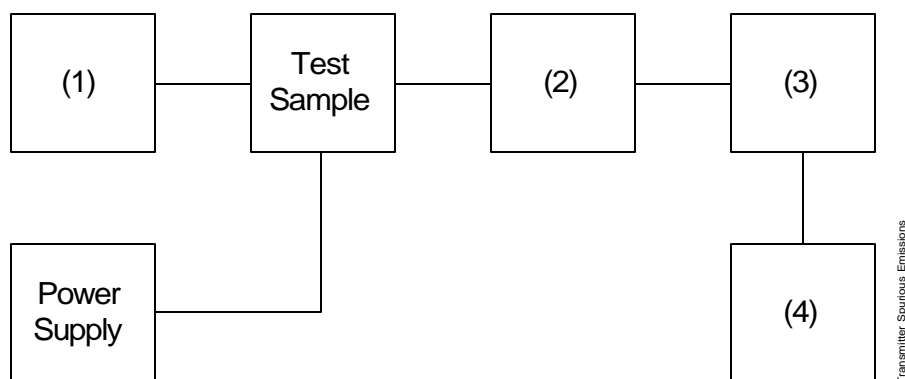 (1)
Test
Sample
(2)
(3)
Power
Supply
(4)
Transmitter Spurious Emissions